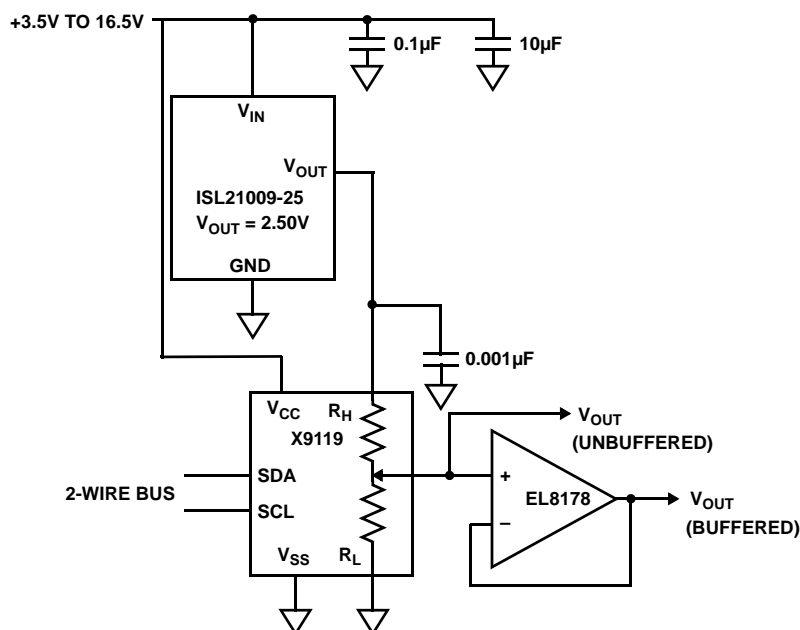 +3.5V TO 16.5V
0.1µF
10µF
VIN
VOUT
ISL21009-25
VOUT = 2.50V
GND
0.001µF
VCC
RH
X9119
VOUT
(UNBUFFERED)
2-WIRE BUS
SDA
SCL
+
EL8178
−
VOUT
(BUFFERED)
VSS
RL